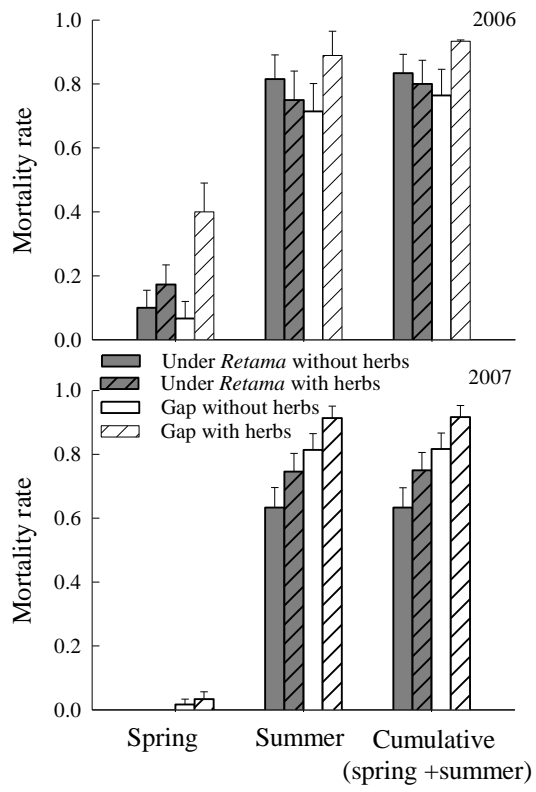 2006
1.0
0.8
0.6
0.4
0.2
0.0
Mortality rate
Under Retama without herbs
Under Retama with herbs
Gap without herbs
Gap with herbs
2007
1.0
0.8
0.6
0.4
0.2
0.0
Mortality rate
Spring
Summer
Cumulative
(spring +summer)